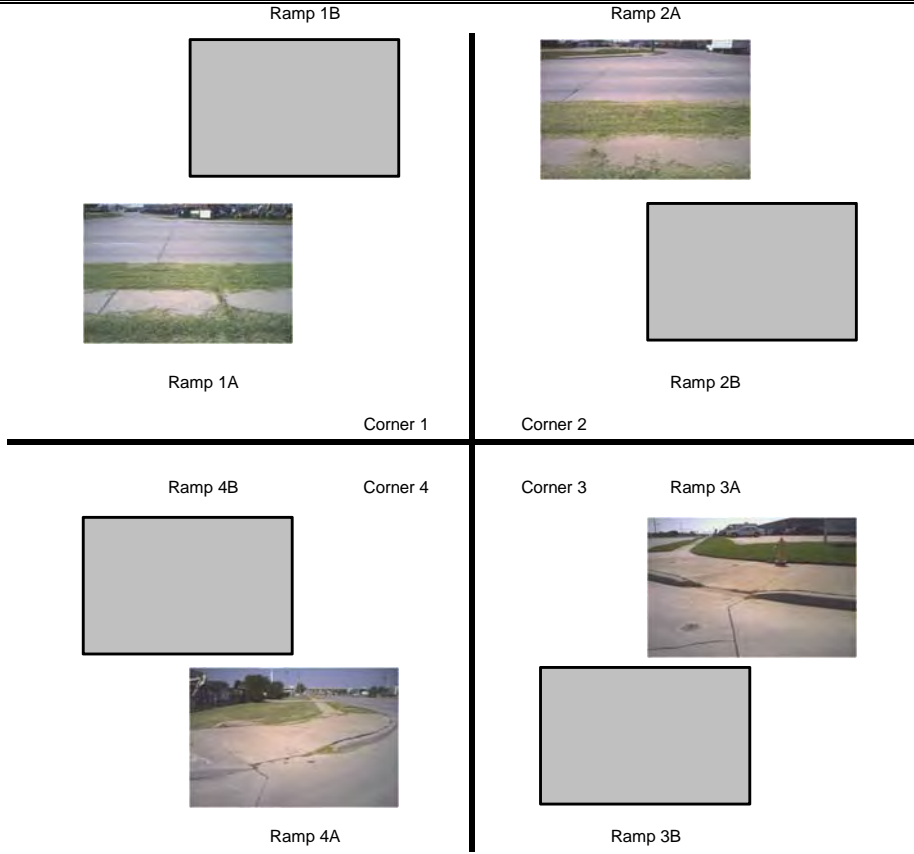 Ramp 1B Ramp 2A
Ramp 1A Ramp 2B
Corner 1 Corner 2
Ramp 4B Corner 4 Corner 3 Ramp 3A
Ramp 4A Ramp 3B